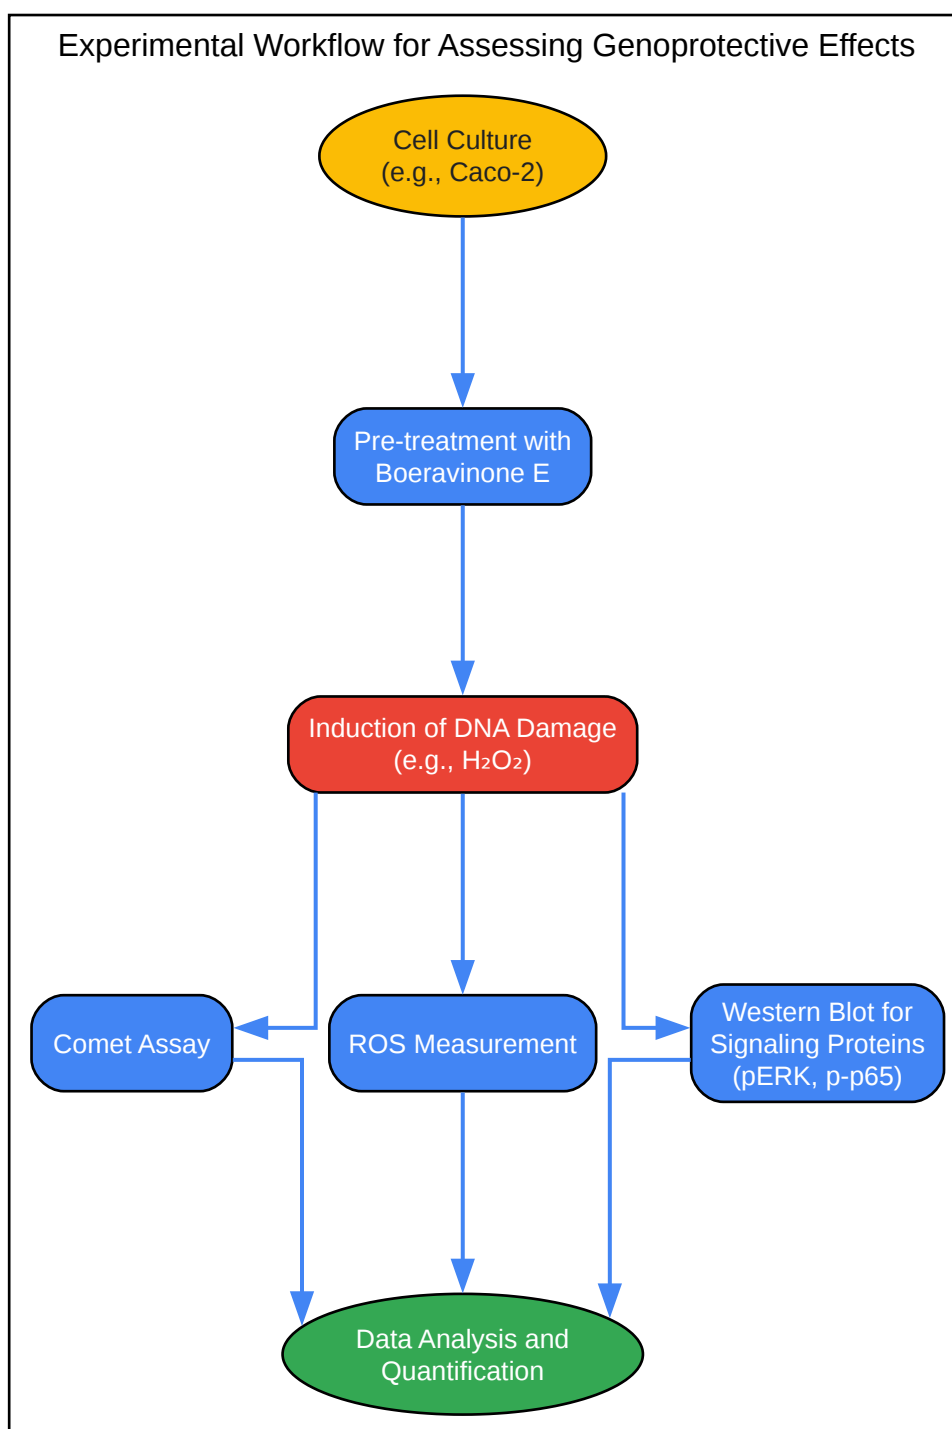 Experimental Workflow for Assessing Genoprotective Effects
Cell Culture
(e.g., Caco-2)
Pre-treatment with
Boeravinone E
Induction of DNA Damage
(e.g., H₂O₂)
Comet Assay
ROS Measurement
Western Blot for
Signaling Proteins
(pERK, p-p65)
Data Analysis and
Quantification